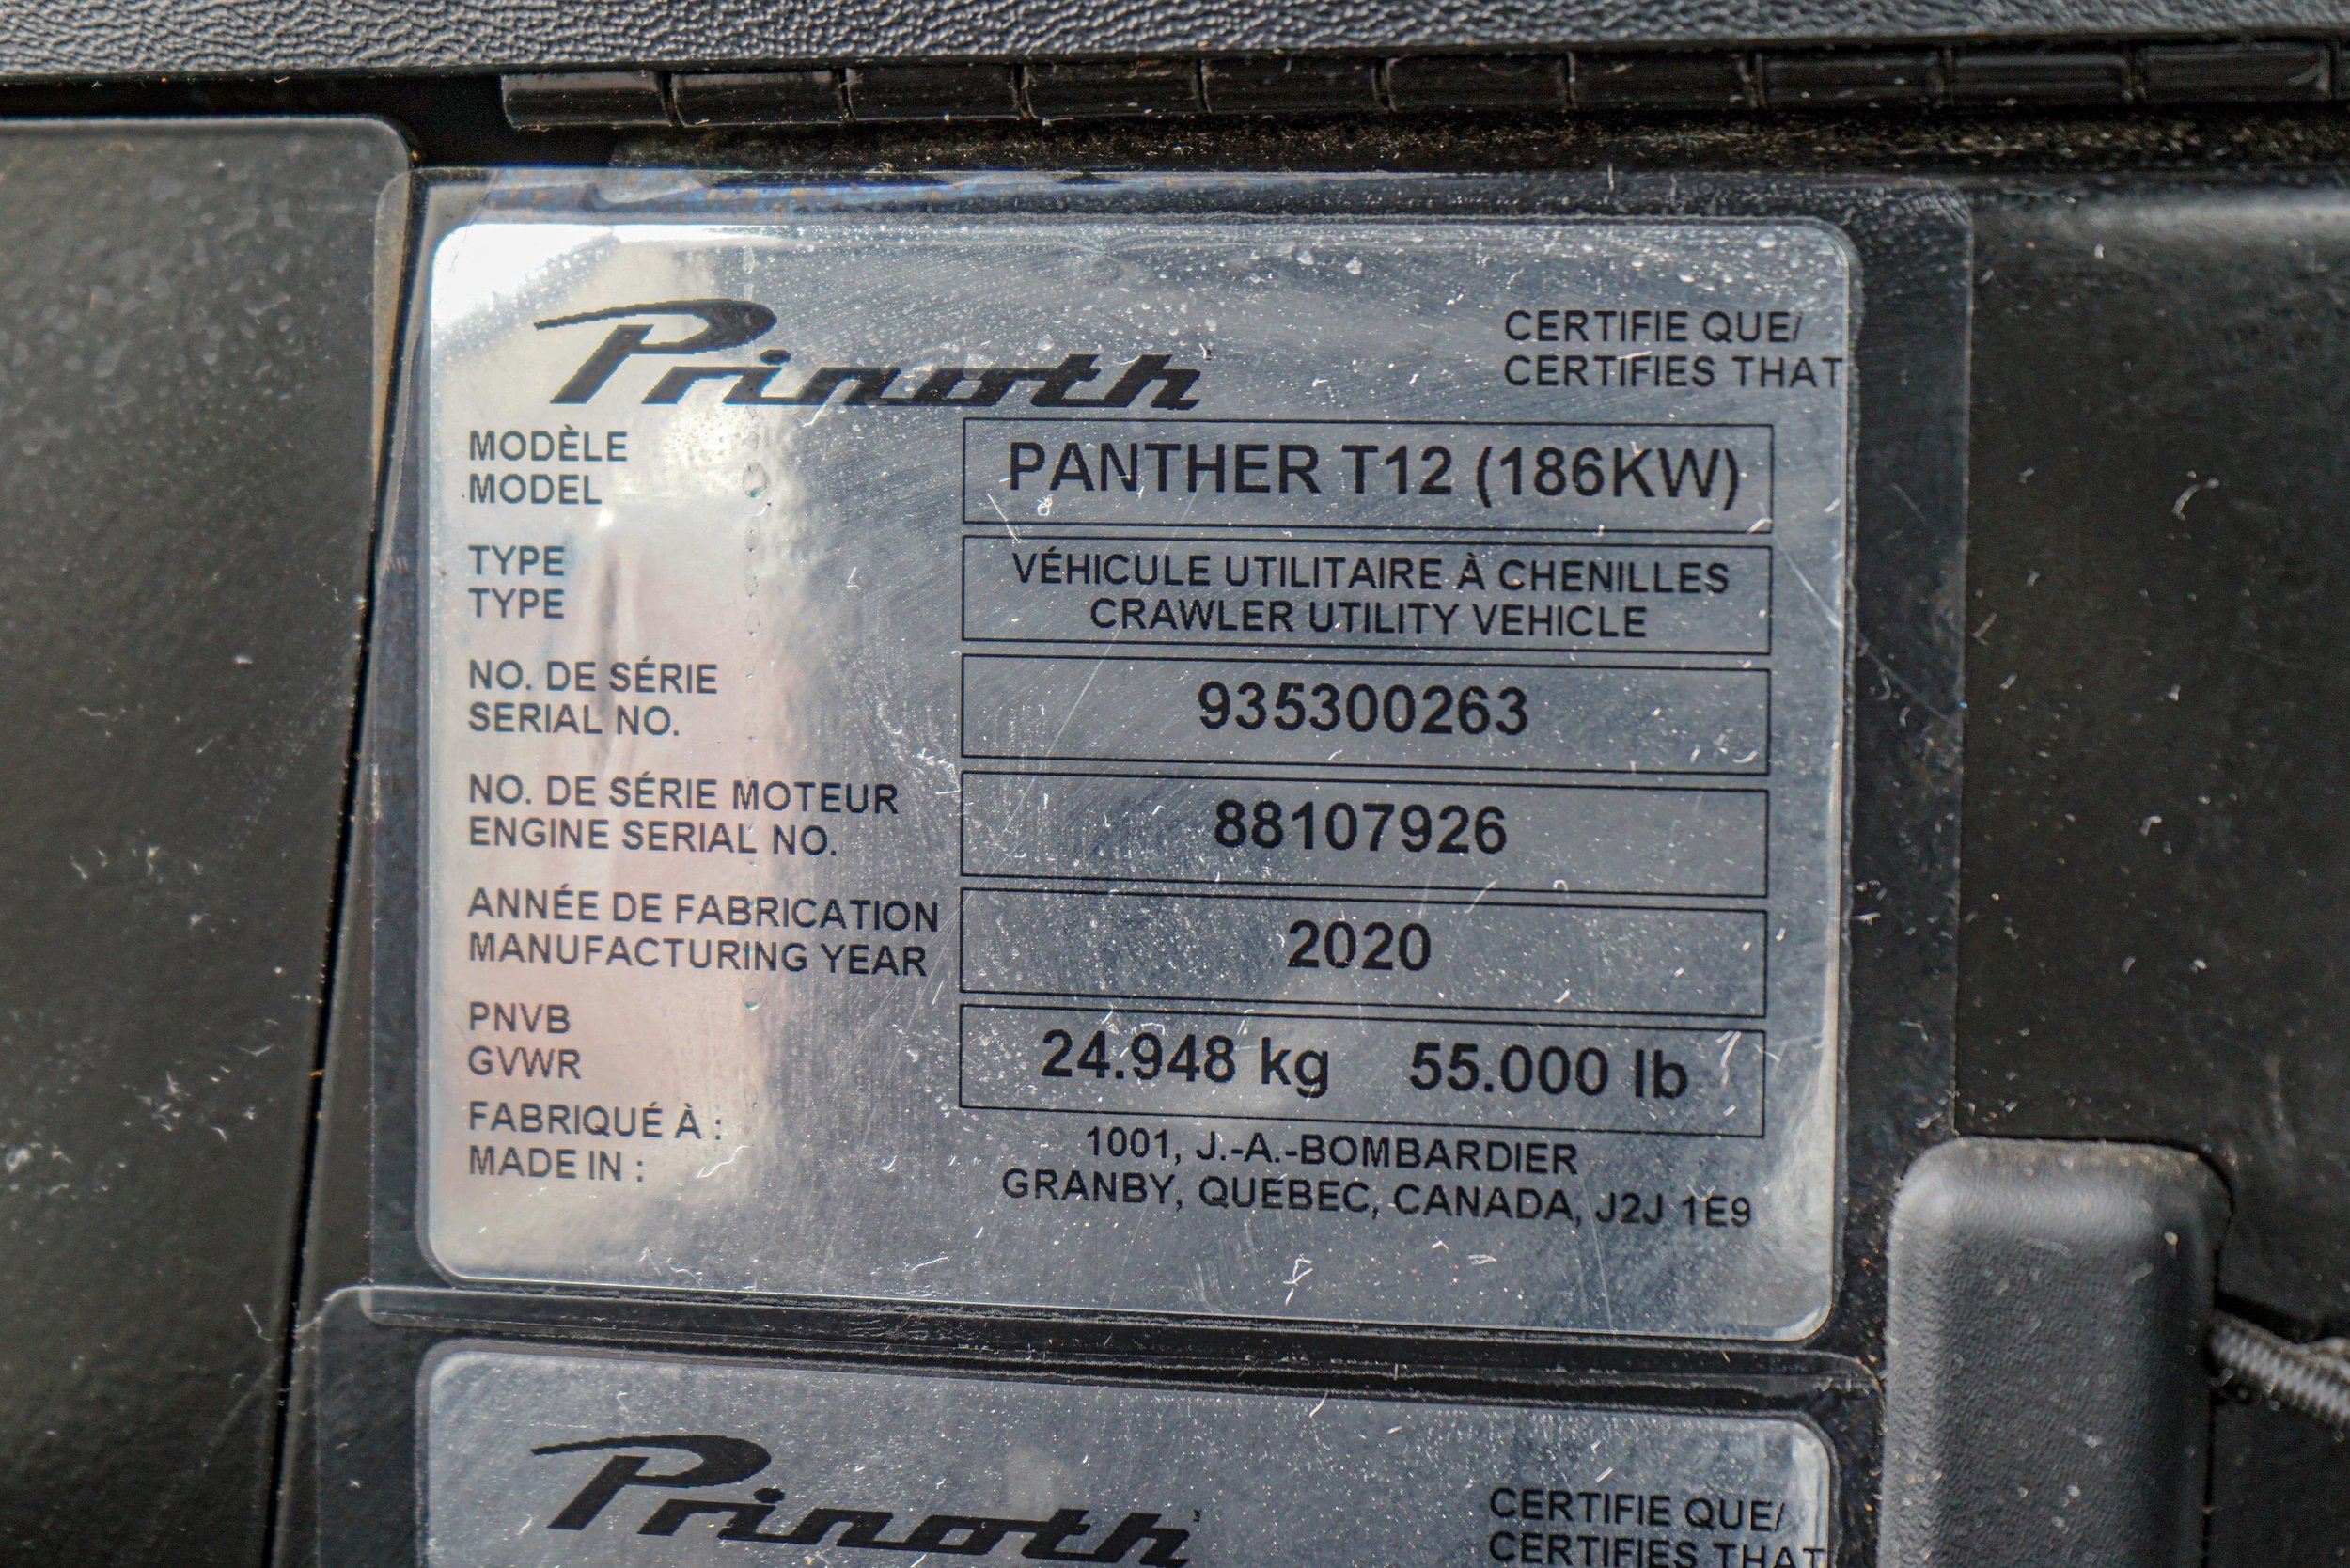 Prinoth
CERTIFIE QUE/
CERTIFIES THAT
MODÈLE
MODEL
PANTHER T12 (186KW)
TYPE
TYPE
VÉHICULE UTILITAIRE À CHENILLES
CRAWLER UTILITY VEHICLE
NO. DE SÉRIE
SERIAL NO.
935300263
NO. DE SÉRIE MOTEUR
ENGINE SERIAL NO.
88107926
ANNÉE DE FABRICATION
MANUFACTURING YEAR
2020
PNVB
GVWR
24.948 kg 55.000 lb
FABRIQUÉ À :
MADE IN :
1001, J.-A.-BOMBARDIER
GRANBY, QUEBEC, CANADA, J2J 1E9
Prinoth
CERTIFIE QUE/
CERTIFIES THAT